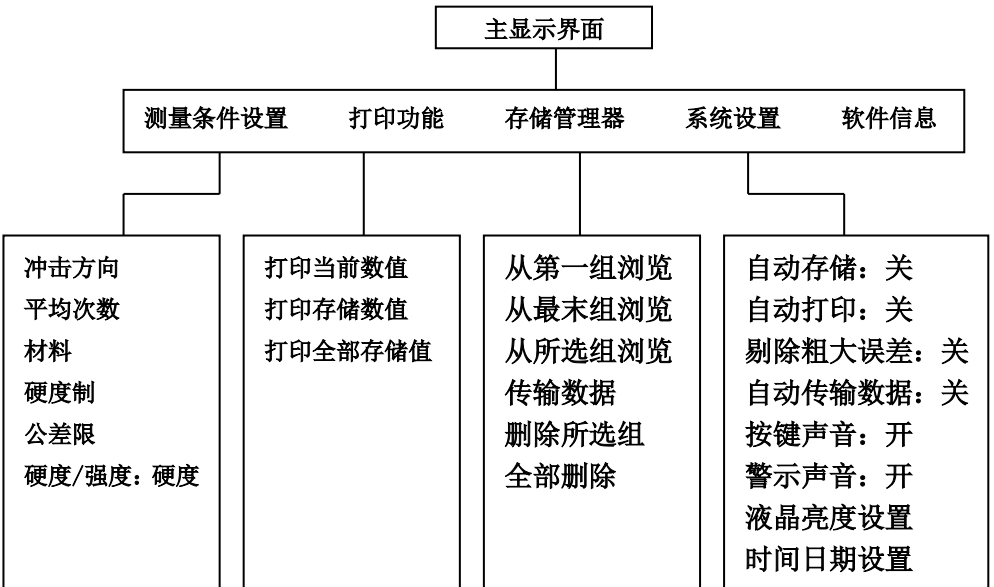 主显示界面
测量条件设置 打印功能 存储管理器 系统设置 软件信息
冲击方向
平均次数
材料
硬度制
公差限
硬度/强度：硬度
打印当前数值
打印存储数值
打印全部存储值
从第一组浏览
从最末组浏览
从所选组浏览
传输数据
删除所选组
全部删除
自动存储：关
自动打印：关
剔除粗大误差：关
自动传输数据：关
按键声音：开
警示声音：开
液晶亮度设置
时间日期设置